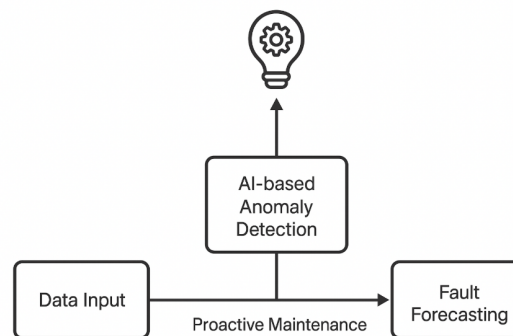 AI-based
Anomaly
Detection
Data Input
Proactive Maintenance
Fault
Forecasting